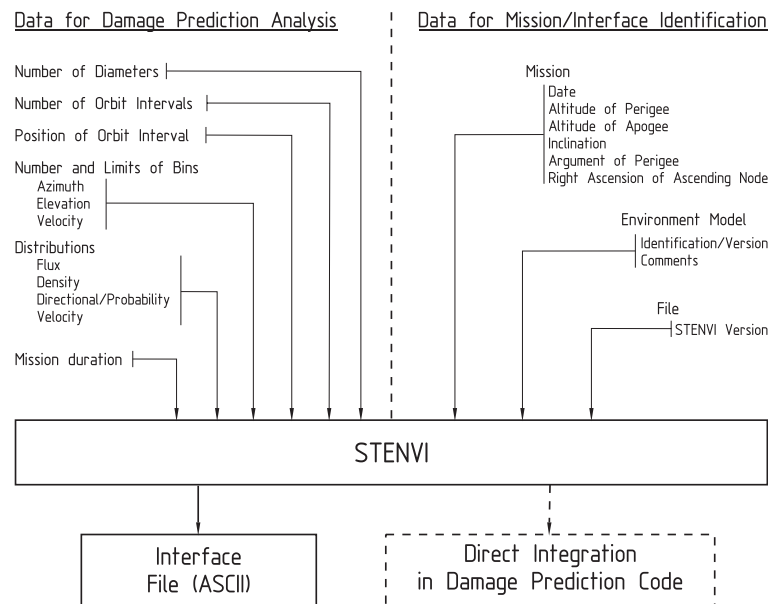 Data for Damage Prediction Analysis
Number of Diameters
Number of Orbit Intervals
Position of Orbit Interval
Number and Limits of Bins
Azimuth
Elevation
Velocity
Distributions
Flux
Density
Directional/Probability
Velocity
Mission duration
Data for Mission/Interface Identification
Mission
Date
Altitude of Perigee
Altitude of Apogee
Inclination
Argument of Perigee
Right Ascension of Ascending Node
Environment Model
Identification/Version
Comments
File
STENVI Version
STENVI
Interface
File (ASCII)
Direct Integration
in Damage Prediction Code